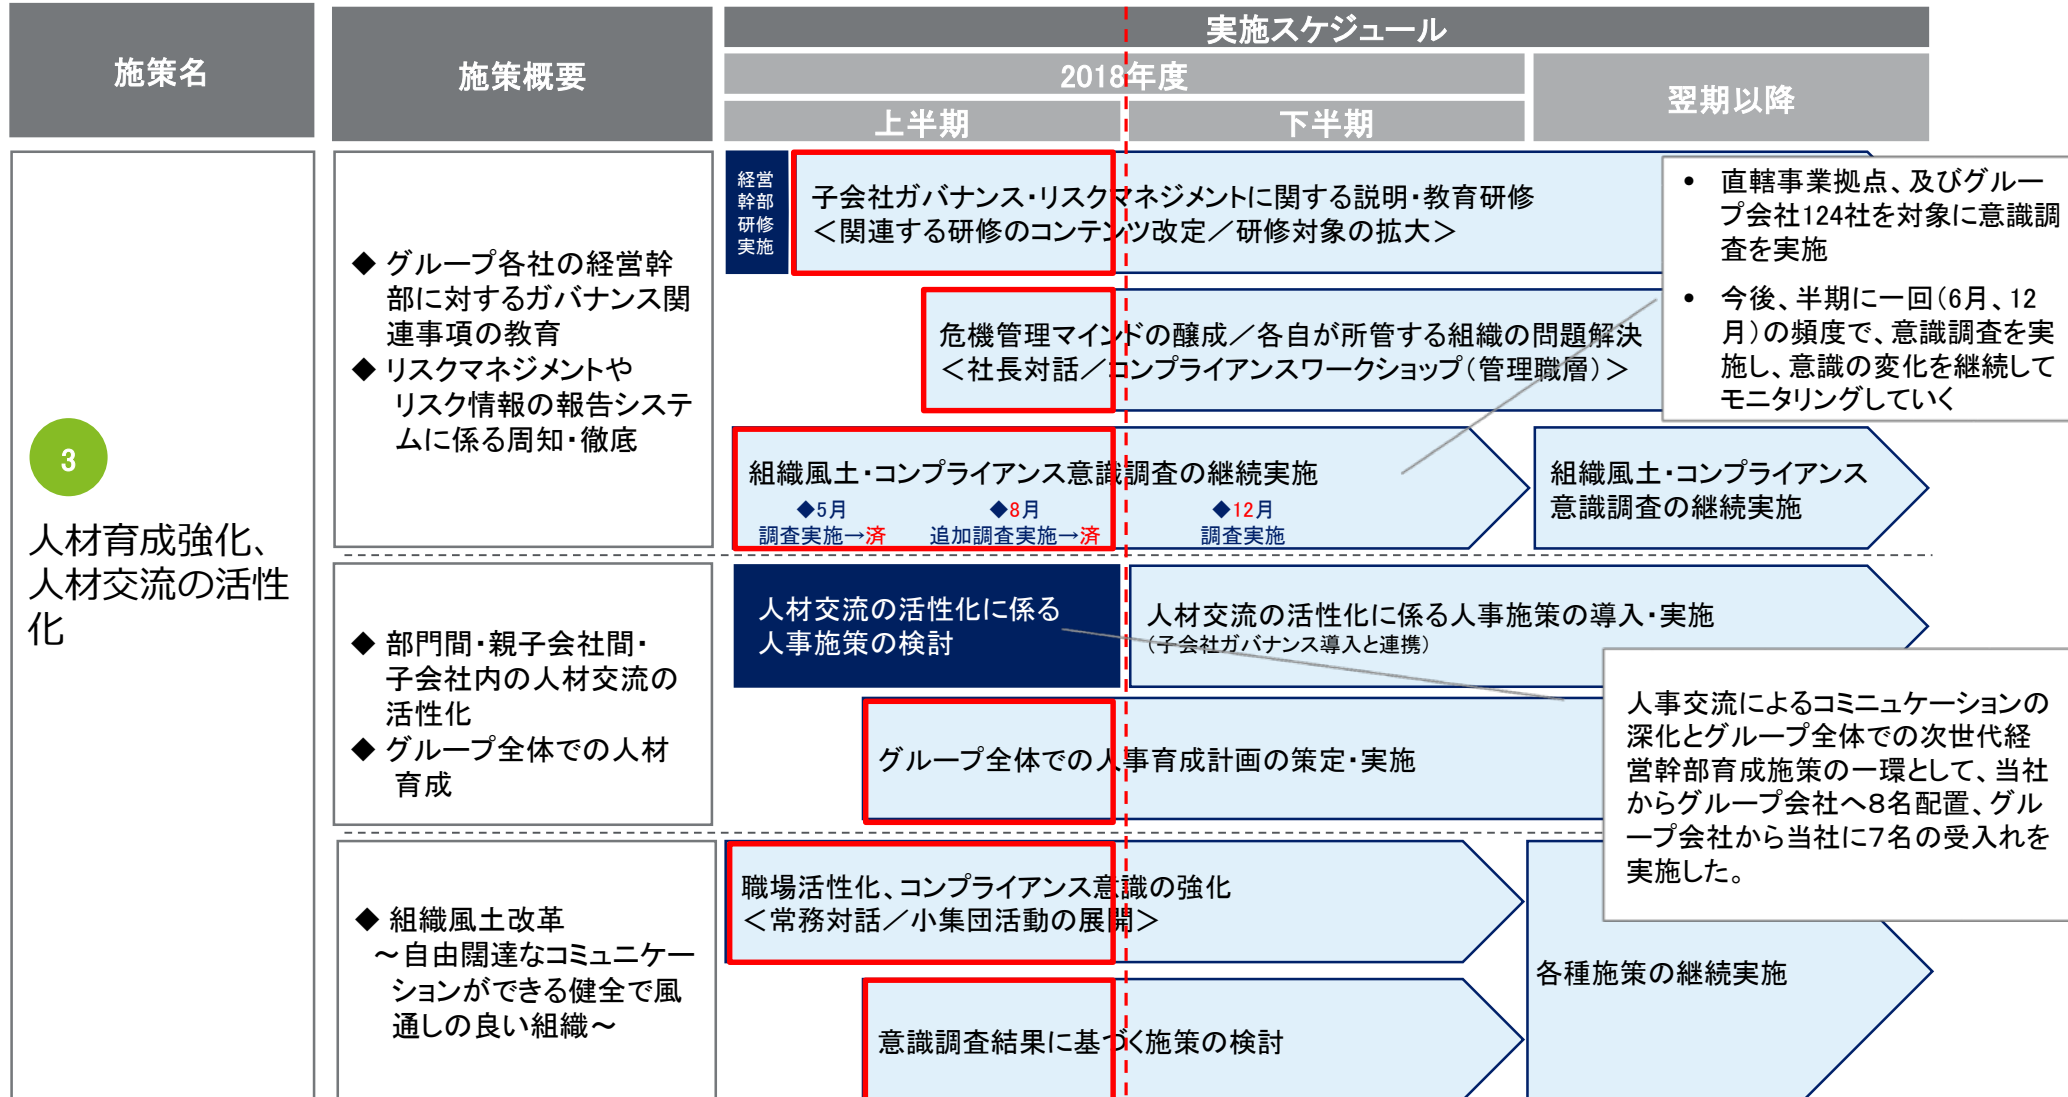 施策名
施策概要
実施スケジュール
2018年度
翌期以降
上半期
下半期
3
人材育成強化、
人材交流の活性
化
◆ グループ各社の経営幹
部に対するガバナンス関
連事項の教育
◆ リスクマネジメントや
リスク情報の報告システ
ムに係る周知・徹底
経営
幹部
研修
実施
子会社ガバナンス・リスクマネジメントに関する説明・教育研修
＜関連する研修のコンテンツ改定／研修対象の拡大＞
危機管理マインドの醸成／各自が所管する組織の問題解決
＜社長対話／コンプライアンスワークショップ（管理職層）＞
• 直轄事業拠点、及びグルー
プ会社124社を対象に意識調
査を実施
• 今後、半期に一回（6月、12
月）の頻度で、意識調査を実
施し、意識の変化を継続して
モニタリングしていく
組織風土・コンプライアンス意識調査の継続実施
◆5月
調査実施→済
◆8月
追加調査実施→済
◆12月
調査実施
組織風土・コンプライアンス
意識調査の継続実施
◆ 部門間・親子会社間・
子会社内の人材交流の
活性化
◆ グループ全体での人材
育成
人材交流の活性化に係る
人事施策の検討
人材交流の活性化に係る人事施策の導入・実施
（子会社ガバナンス導入と連携）
グループ全体での人事育成計画の策定・実施
人事交流によるコミニュケーションの
深化とグループ全体での次世代経
営幹部育成施策の一環として、当社
からグループ会社へ8名配置、グル
ープ会社から当社に7名の受入れを
実施した。
◆ 組織風土改革
～自由闊達なコミュニケー
ションができる健全で風
通しの良い組織～
職場活性化、コンプライアンス意識の強化
＜常務対話／小集団活動の展開＞
意識調査結果に基づく施策の検討
各種施策の継続実施